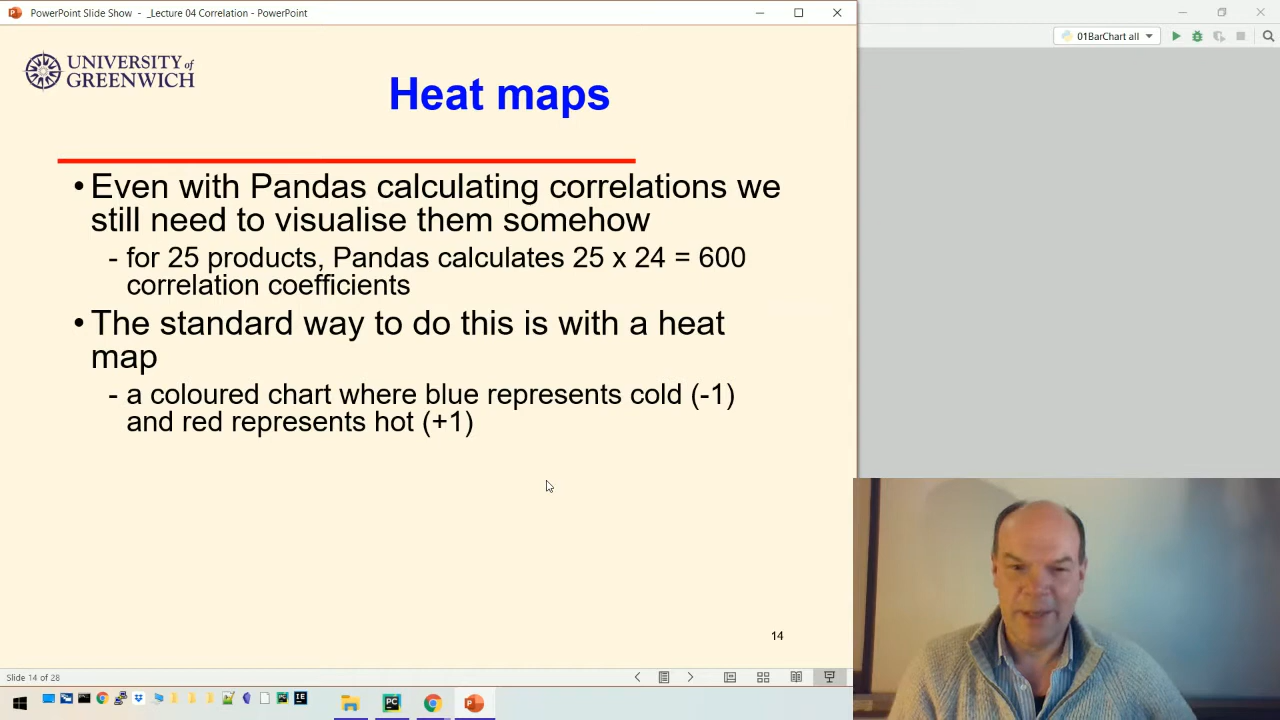 PowerPoint Slide Show - _Lecture 04 Correlation - PowerPoint
01BarChart all
UNIVERSITY of
GREENWICH
Heat maps
• Even with Pandas calculating correlations we
still need to visualise them somehow
- for 25 products, Pandas calculates 25 x 24 = 600
correlation coefficients
• The standard way to do this is with a heat
map
- a coloured chart where blue represents cold (-1)
and red represents hot (+1)
14
Slide 14 of 28